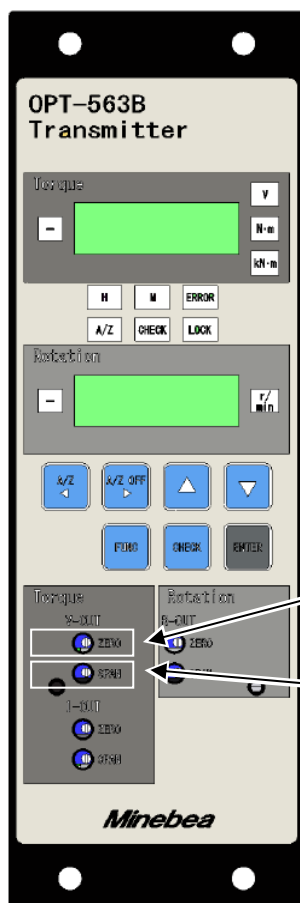 OPT-563B
Transmitter
Torque
V
N·m
kN·m
H M ERROR
A/Z CHECK LOCK
Rotation
r/
min
A/Z A/Z OFF
FUNC CHECK ENTER
Torque Rotation
V-OUT R-OUT
ZERO ZERO
SPAN
I-OUT
ZERO
SPAN
Minebea